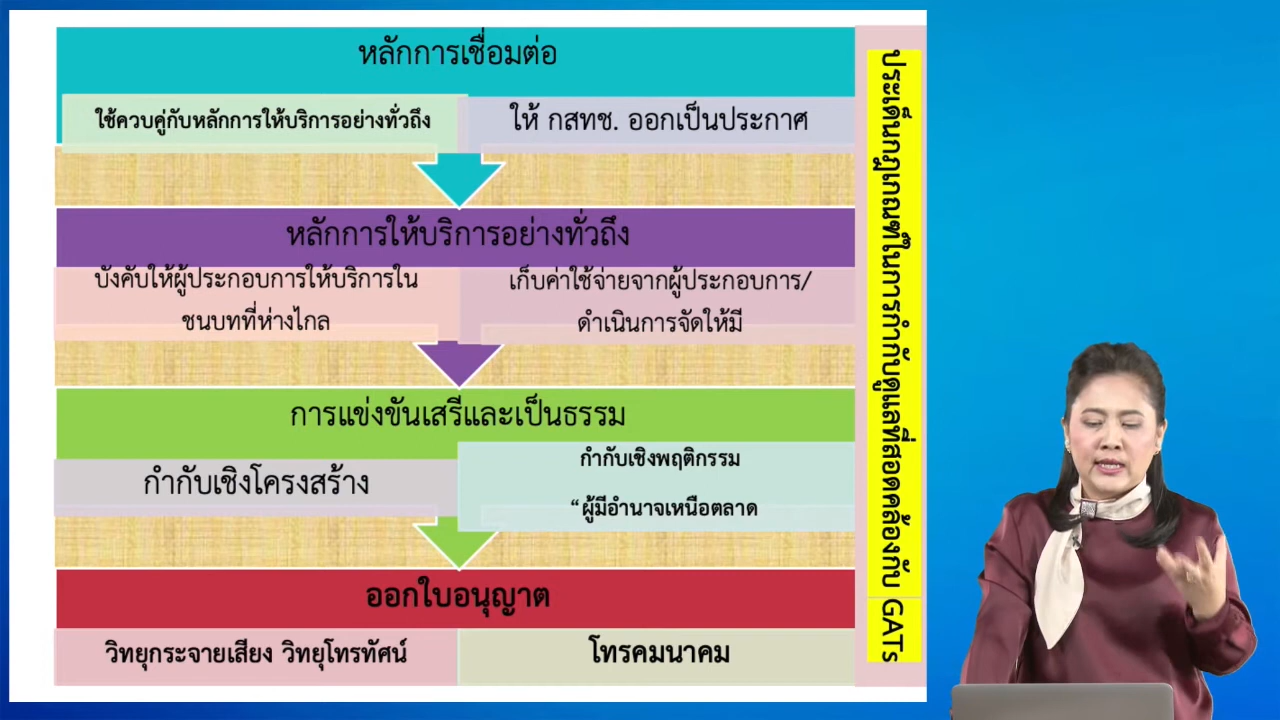 หลักการเชื่อมต่อ
ใช้ควบคู่กับหลักการให้บริการอย่างทั่วถึง
ให้ กสทช. ออกเป็นประกาศ
หลักการให้บริการอย่างทั่วถึง
บังคับให้ผู้ประกอบการให้บริการใน
ชนบทที่ห่างไกล
เก็บค่าใช้จ่ายจากผู้ประกอบการ/
ดำเนินการจัดให้มี
การแข่งขันเสรีและเป็นธรรม
กำกับเชิงโครงสร้าง
กำกับเชิงพฤติกรรม
“ผู้มีอำนาจเหนือตลาด
ออกใบอนุญาต
วิทยุกระจายเสียง วิทยุโทรทัศน์
โทรคมนาคม
ประเด็นกฎเกณฑ์ในการกำกับดูแลที่สอดคล้องกับ GATs